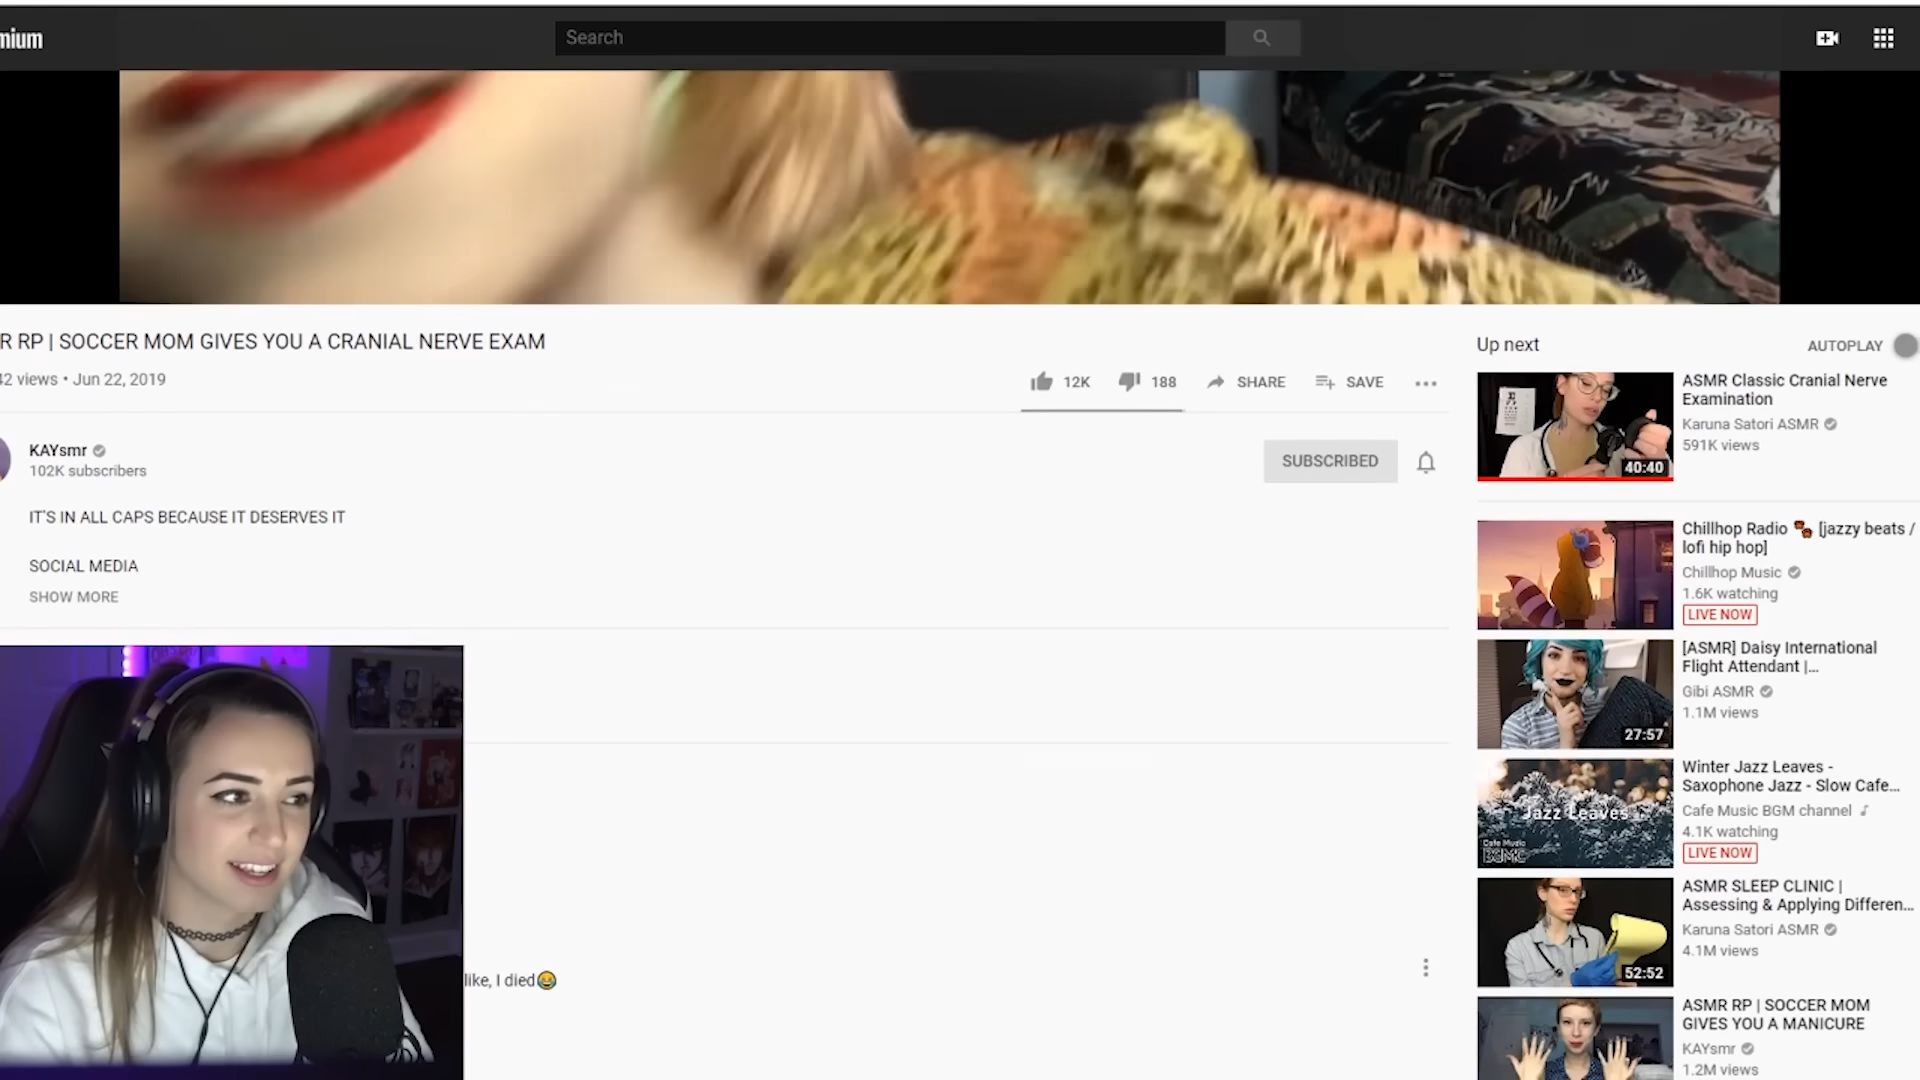 mium
Search
R RP | SOCCER MOM GIVES YOU A CRANIAL NERVE EXAM
42 views • Jun 22, 2019
12K
188
SHARE
SAVE
KAYsmr
102K subscribers
SUBSCRIBED
IT'S IN ALL CAPS BECAUSE IT DESERVES IT
SOCIAL MEDIA
SHOW MORE
like, I died😂
Up next
AUTOPLAY
40:40
ASMR Classic Cranial Nerve
Examination
Karuna Satori ASMR
591K views
Chillhop Radio 🐾 [jazzy beats /
lofi hip hop]
Chillhop Music
1.6K watching
LIVE NOW
27:57
[ASMR] Daisy International
Flight Attendant |...
Gibi ASMR
1.1M views
Jazz Leaves
Cafe Music
BGMC
Winter Jazz Leaves -
Saxophone Jazz - Slow Cafe...
Cafe Music BGM channel ♪
4.1K watching
LIVE NOW
52:52
ASMR SLEEP CLINIC |
Assessing & Applying Differen...
Karuna Satori ASMR
4.1M views
ASMR RP | SOCCER MOM
GIVES YOU A MANICURE
KAYsmr
1.2M views